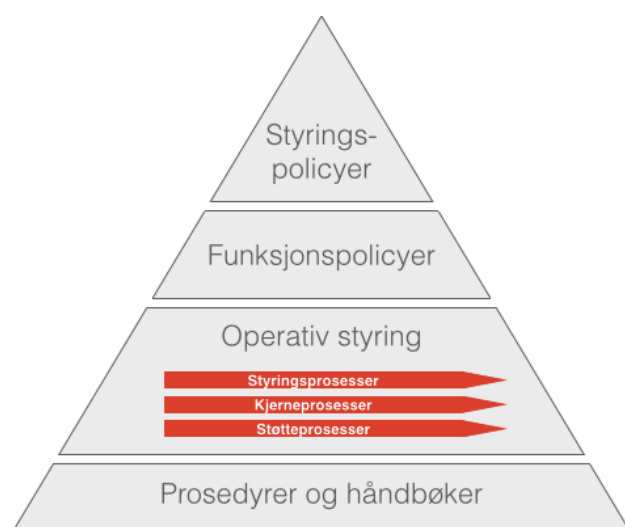 Styrings-
policyer
Funksjonspolicyer
Operativ styring
Styringsprosesser
Kjerneprosesser
Støtteprosesser
Prosedyrer og håndbøker